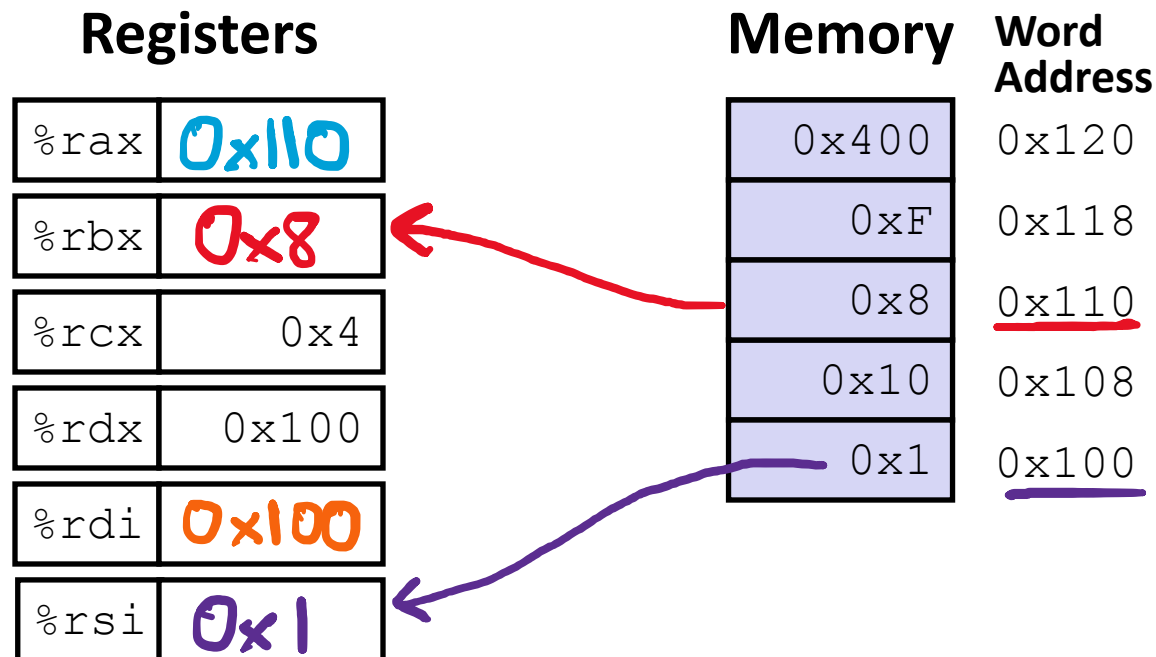 Registers
%rax 0x110
%rbx 0x8
%rcx 0x4
%rdx 0x100
%rdi 0x100
%rsi 0x1
Memory
Word
Address
0x400 0x120
0xF 0x118
0x8 0x110
0x10 0x108
0x1 0x100